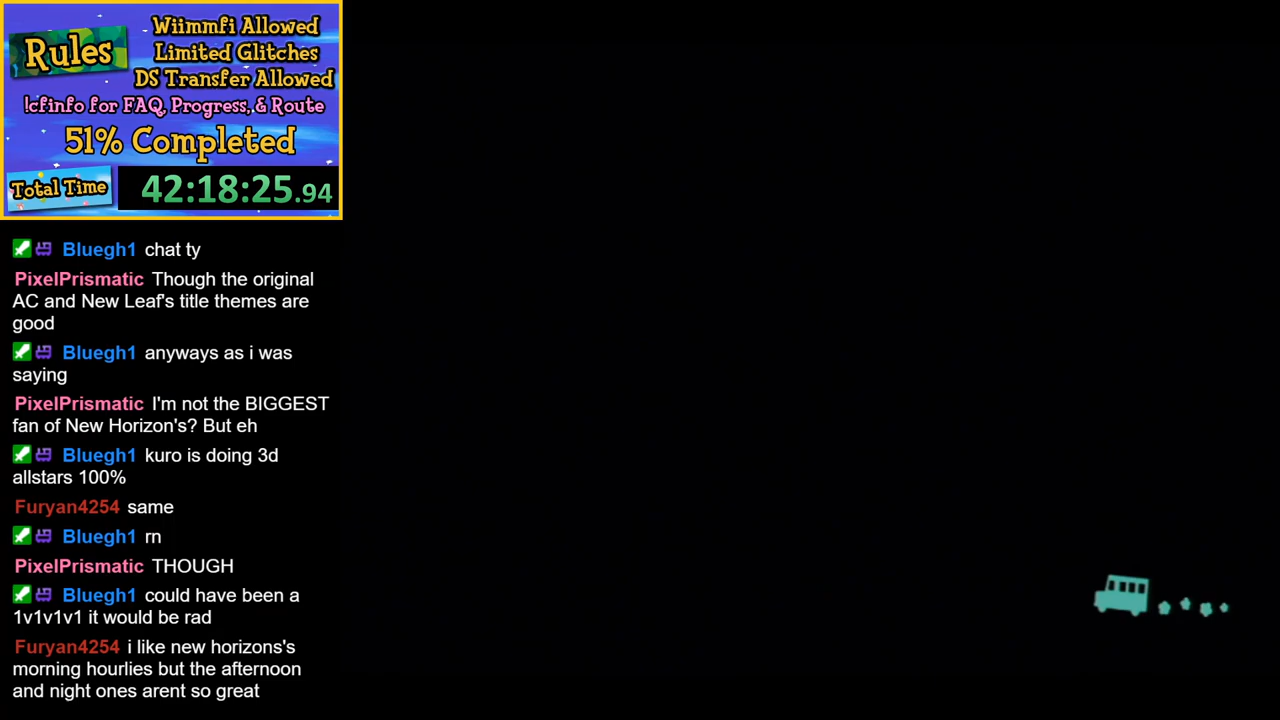 Rules
Wiimmfi Allowed
Limited Glitches
DS Transfer Allowed
!cfinfo for FAQ, Progress, & Route
51% Completed
Total Time
42:18:25.94
Bluegh1 chat ty
PixelPrismatic Though the original
AC and New Leaf's title themes are
good
Bluegh1 anyways as i was
saying
PixelPrismatic I'm not the BIGGEST
fan of New Horizon's? But eh
Bluegh1 kuro is doing 3d
allstars 100%
Furyan4254 same
Bluegh1 rn
PixelPrismatic THOUGH
Bluegh1 could have been a
1v1v1v1 it would be rad
Furyan4254 i like new horizons's
morning hourlies but the afternoon
and night ones arent so great